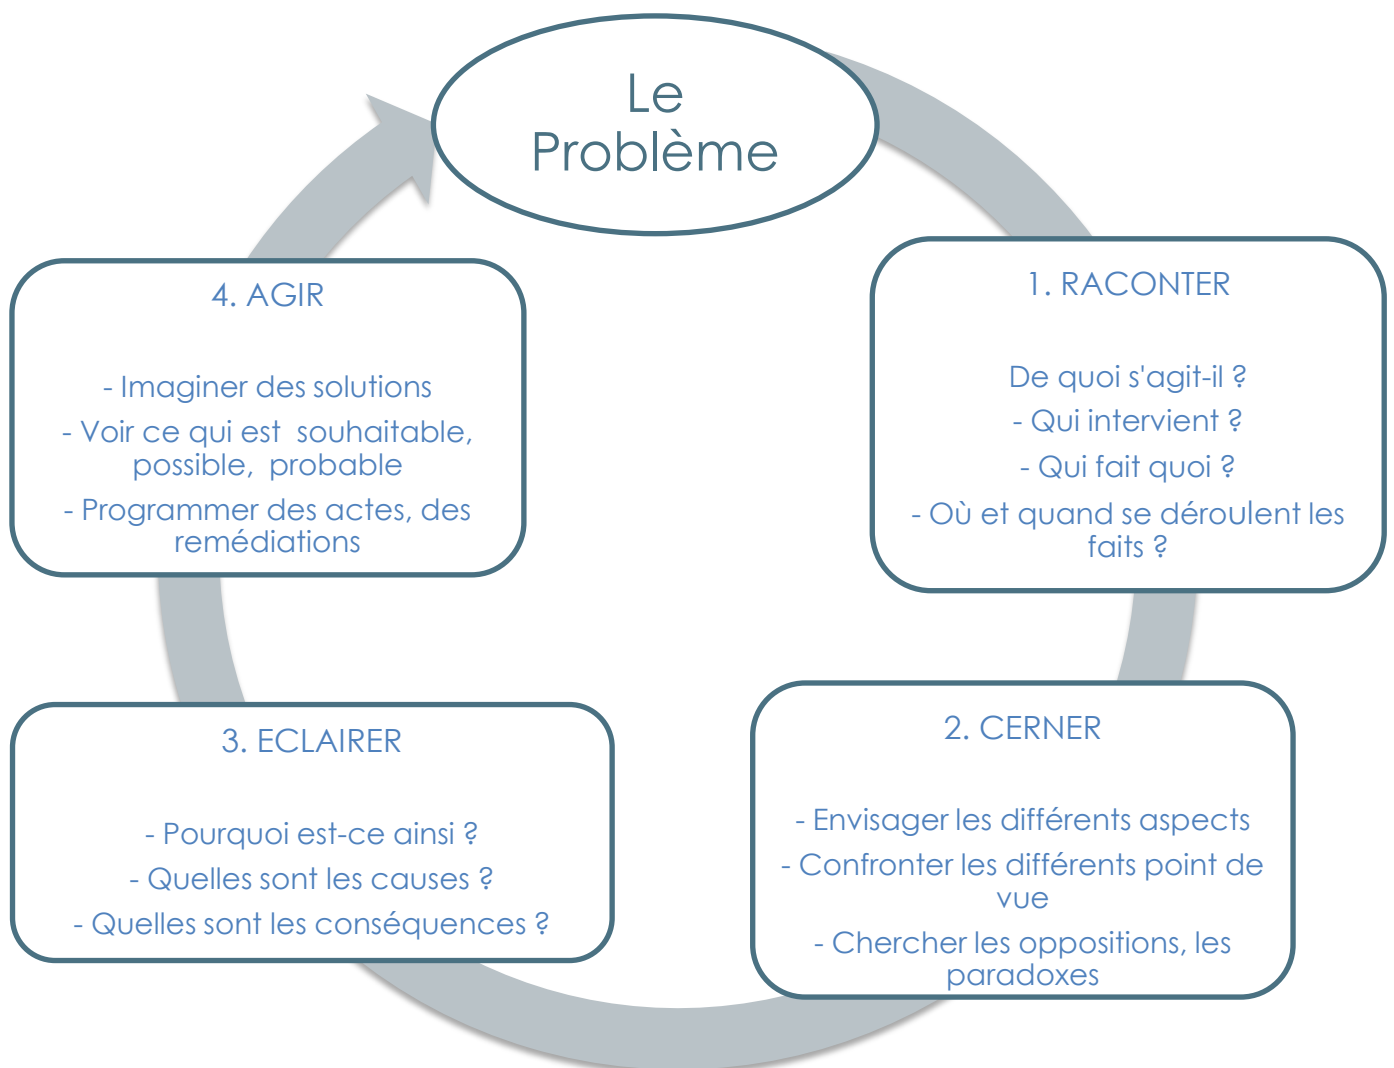 Le
Problème
1. RACONTER
De quoi s'agit-il ?
- Qui intervient ?
- Qui fait quoi ?
- Où et quand se déroulent les
faits ?
2. CERNER
- Envisager les différents aspects
- Confronter les différents point de
vue
- Chercher les oppositions, les
paradoxes
3. ECLAIRER
- Pourquoi est-ce ainsi ?
- Quelles sont les causes ?
- Quelles sont les conséquences ?
4. AGIR
- Imaginer des solutions
- Voir ce qui est souhaitable,
possible, probable
- Programmer des actes, des
remédiations